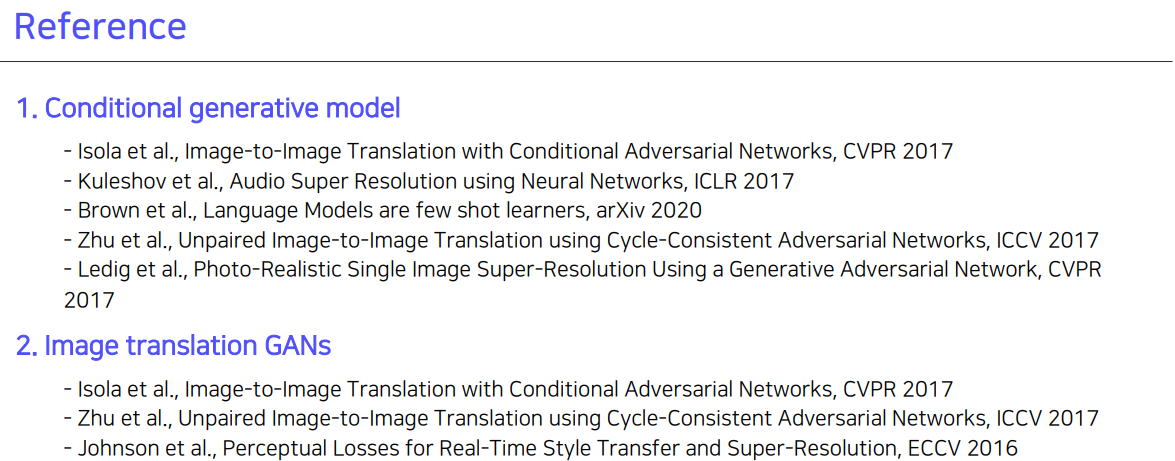 Reference
1. Conditional generative model
- Isola et al., Image-to-Image Translation with Conditional Adversarial Networks, CVPR 2017
- Kuleshov et al., Audio Super Resolution using Neural Networks, ICLR 2017
- Brown et al., Language Models are few shot learners, arXiv 2020
- Zhu et al., Unpaired Image-to-Image Translation using Cycle-Consistent Adversarial Networks, ICCV 2017
- Ledig et al., Photo-Realistic Single Image Super-Resolution Using a Generative Adversarial Network, CVPR
2017
2. Image translation GANs
- Isola et al., Image-to-Image Translation with Conditional Adversarial Networks, CVPR 2017
- Zhu et al., Unpaired Image-to-Image Translation using Cycle-Consistent Adversarial Networks, ICCV 2017
- Johnson et al., Perceptual Losses for Real-Time Style Transfer and Super-Resolution, ECCV 2016